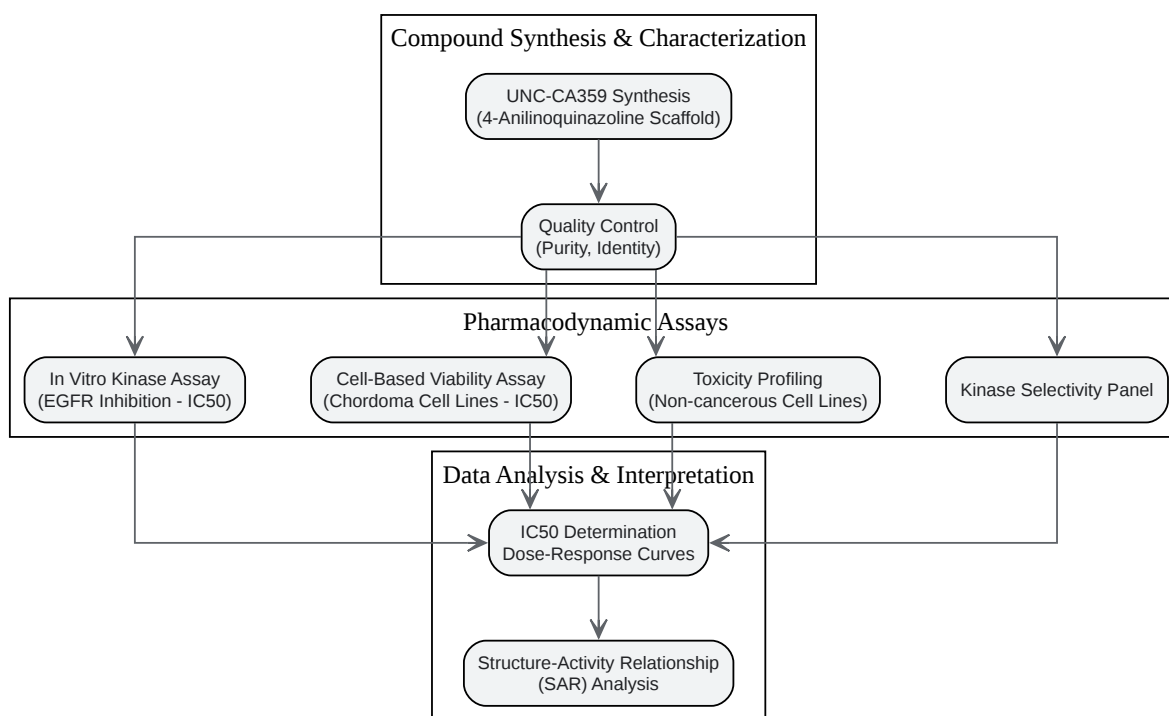 Compound Synthesis & Characterization
UNC-CA359 Synthesis
(4-Anilinoquinazoline Scaffold)
Quality Control
(Purity, Identity)
Pharmacodynamic Assays
In Vitro Kinase Assay
(EGFR Inhibition - IC50)
Cell-Based Viability Assay
(Chordoma Cell Lines - IC50)
Toxicity Profiling
(Non-cancerous Cell Lines)
Kinase Selectivity Panel
Data Analysis & Interpretation
IC50 Determination
Dose-Response Curves
Structure-Activity Relationship
(SAR) Analysis